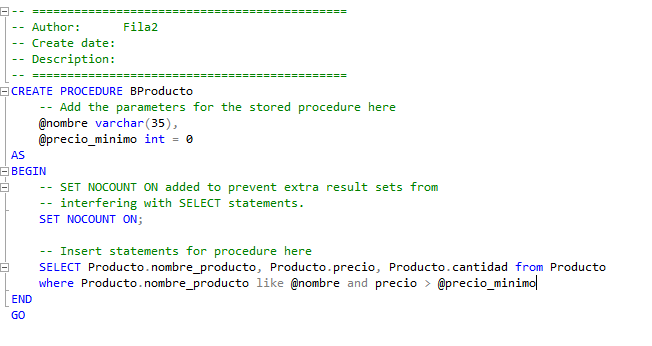 -- =============================================
-- Author:      Fila2
-- Create date:
-- Description:
-- =============================================
CREATE PROCEDURE BProducto
    -- Add the parameters for the stored procedure here
    @nombre varchar(35),
    @precio_minimo int = 0
AS
BEGIN
    -- SET NOCOUNT ON added to prevent extra result sets from
    -- interfering with SELECT statements.
    SET NOCOUNT ON;

    -- Insert statements for procedure here
    SELECT Producto.nombre_producto, Producto.precio, Producto.cantidad from Producto
    where Producto.nombre_producto like @nombre and precio > @precio_minimo
END
GO